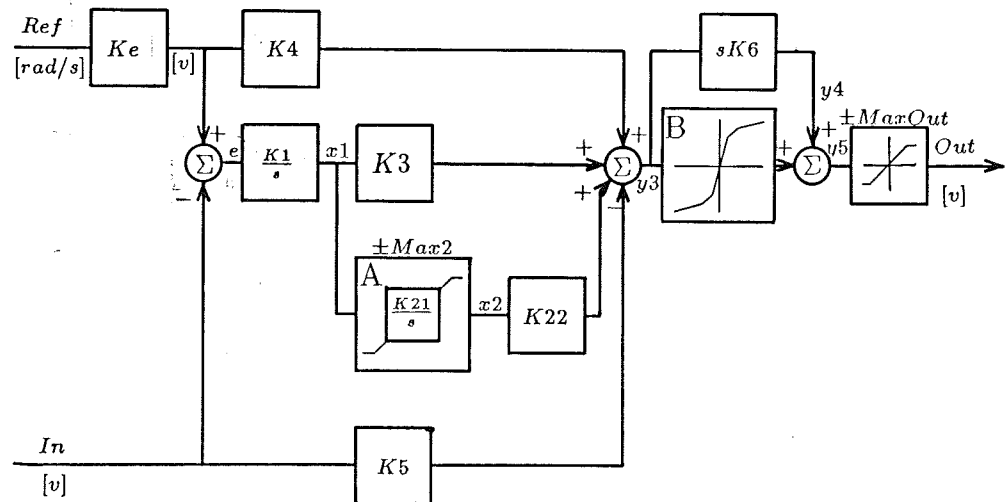 Ref
Ke
[rad/s]
[v]
K4
sK6
y4
+
e
K1/s
x1
K3
+
+
+
Σ
Σ
y3
B
+
+
Σ
y5
±MaxOut
Out
[v]
−
−
±Max2
A
K21/s
x2
K22
In
[v]
K5